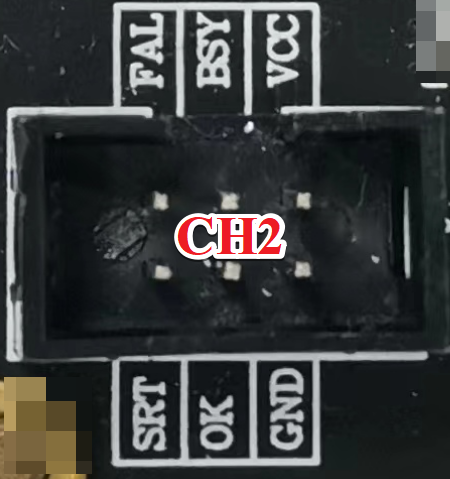 FAL BSY VCC
CH2
SRT OK GND